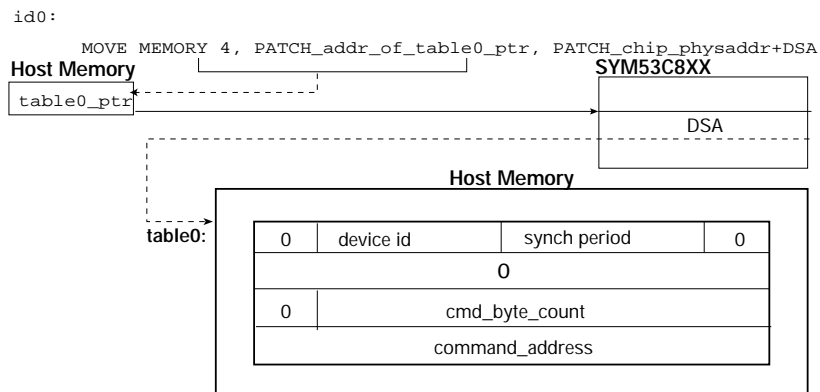 id0:
MOVE MEMORY 4, PATCH_addr_of_table0_ptr, PATCH_chip_physaddr+DSA
Host Memory
SYM53C8XX
table0_ptr
DSA
Host Memory
table0:
0 device id synch period 0
0
0 cmd_byte_count
command_address